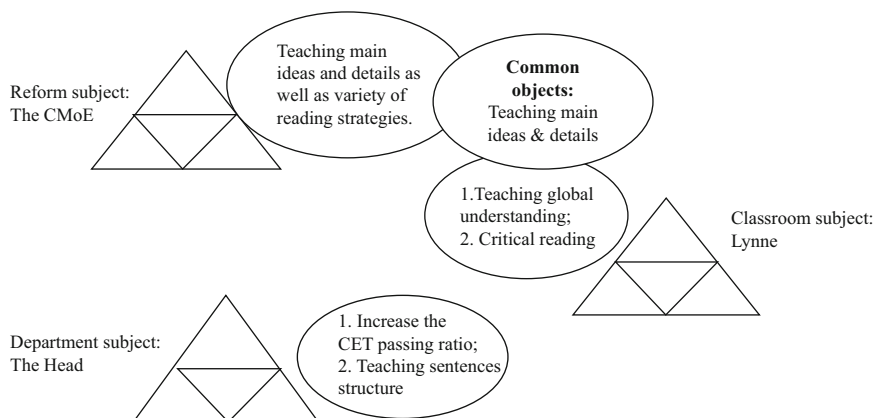 Reform subject:
The CMoE
Teaching main
ideas and details as
well as variety of
reading strategies.
Common
objects:
Teaching main
ideas & details
1.Teaching global
understanding;
2. Critical reading
Classroom subject:
Lynne
Department subject:
The Head
1. Increase the
CET passing ratio;
2. Teaching sentences
structure